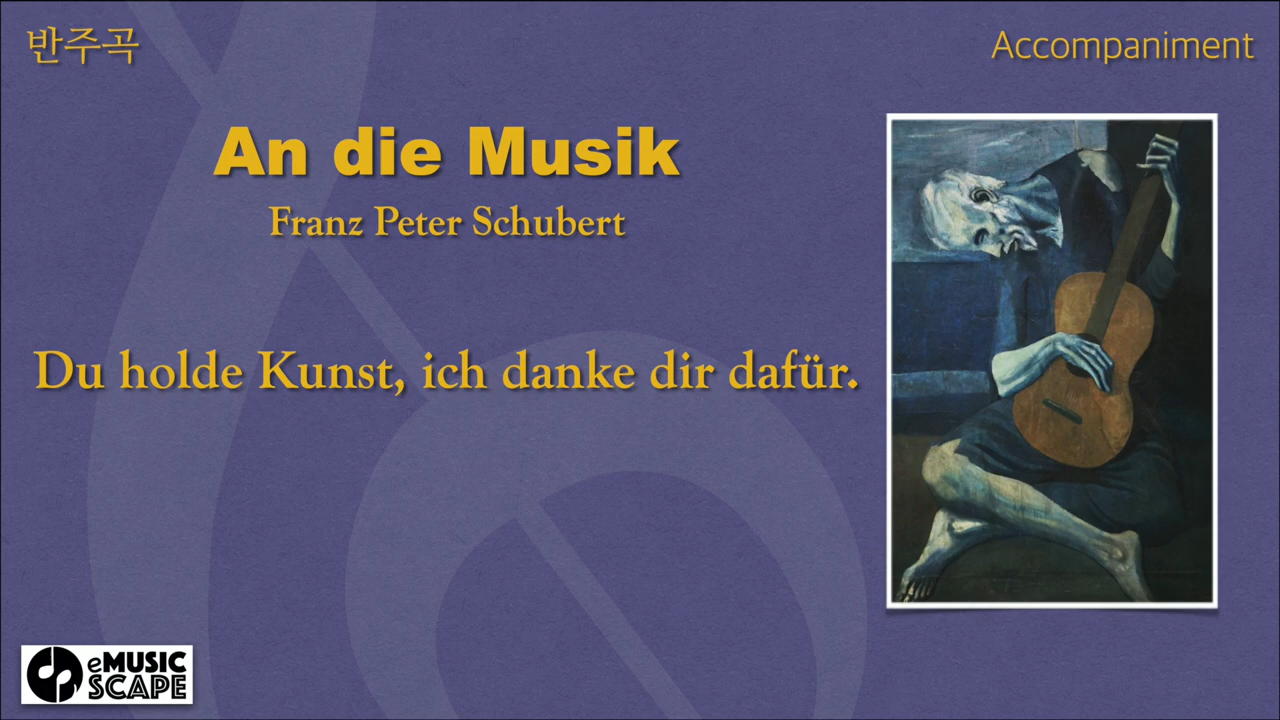 반주곡
Accompaniment
An die Musik
Franz Peter Schubert
Du holde Kunst, ich danke dir dafür.
eMUSIC
SCAPE